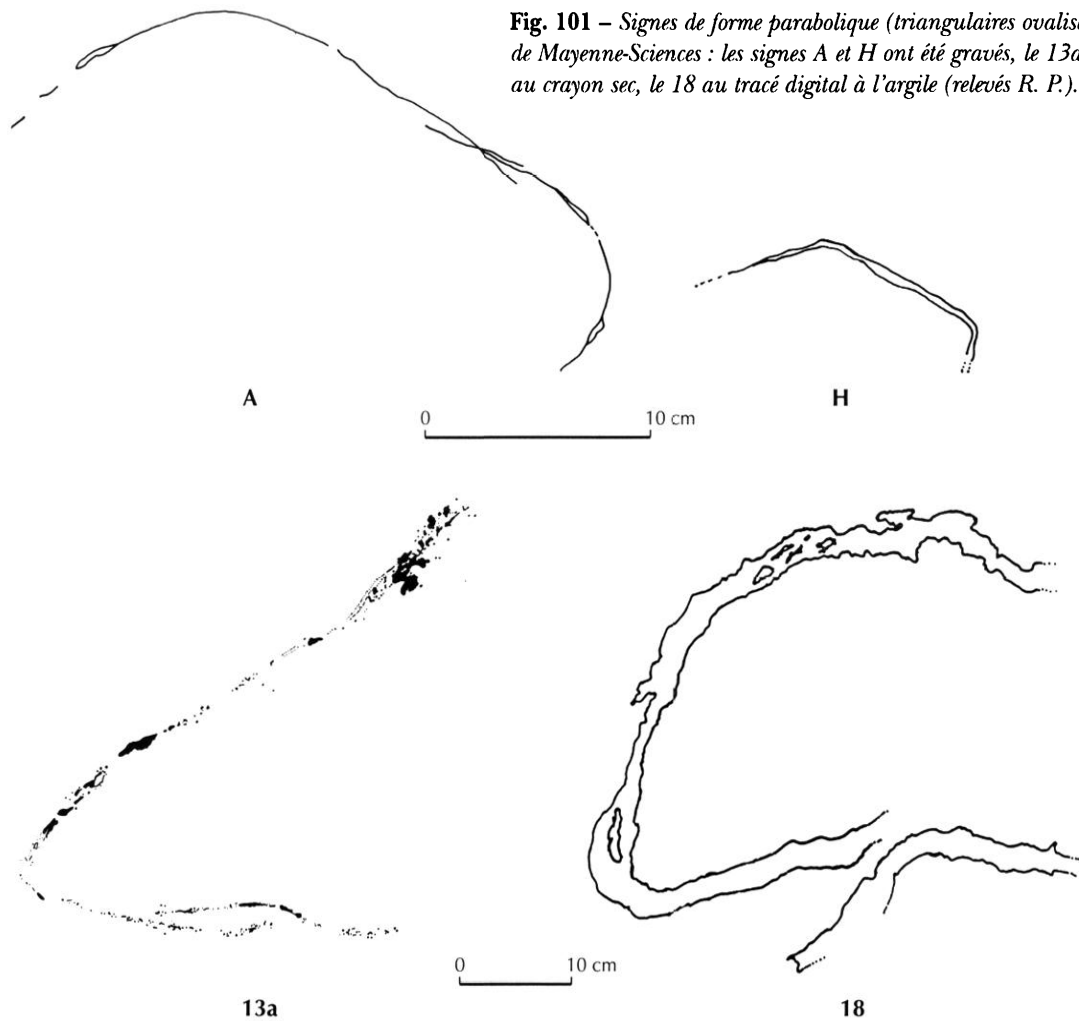 Fig. 101 – Signes de forme parabolique (triangulaires ovalisé
de Mayenne-Sciences : les signes A et H ont été gravés, le 13a
au crayon sec, le 18 au tracé digital à l'argile (relevés R. P.).
A
H
0 10 cm
0 10 cm
13a
18